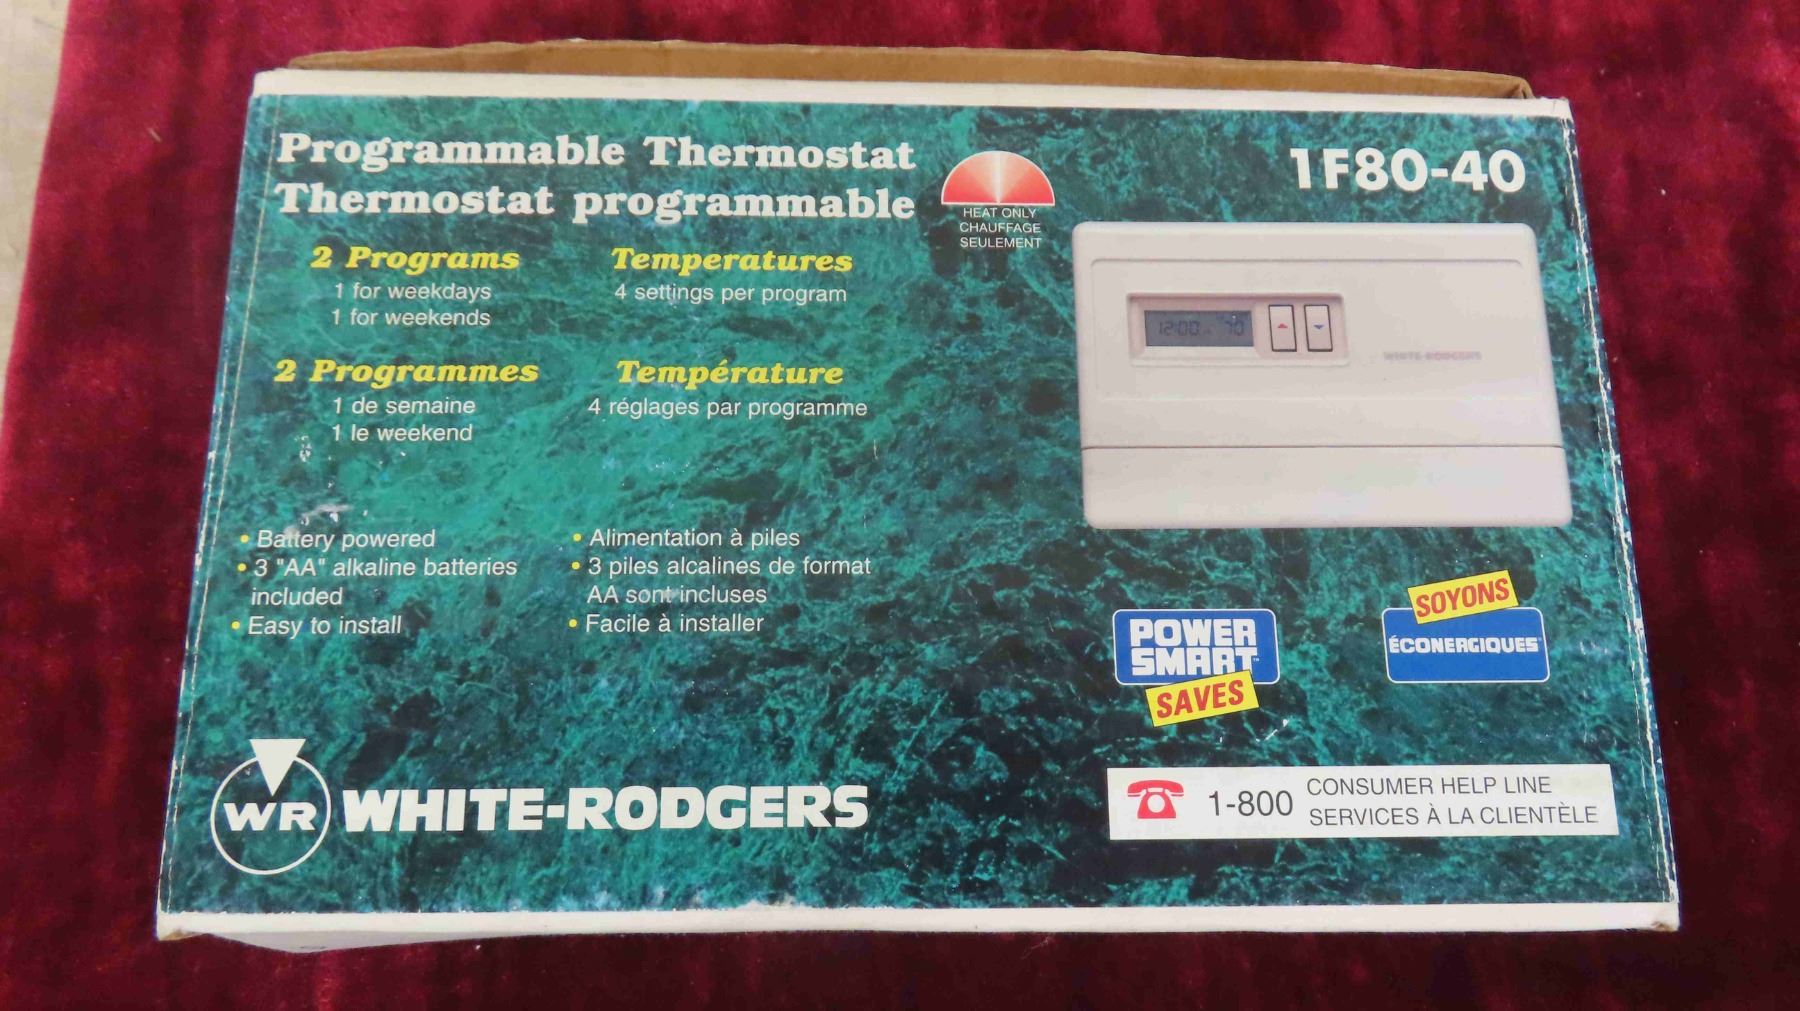 Programmable Thermostat
Thermostat programmable
HEAT ONLY
CHAUFFAGE
SEULEMENT
1F80-40
2 Programs
1 for weekdays
1 for weekends
Temperatures
4 settings per program
2 Programmes
1 de semaine
1 le weekend
Température
4 réglages par programme
12:00 70
WHITE-RODGERS
• Battery powered
• 3 "AA" alkaline batteries
included
• Easy to install
• Alimentation à piles
• 3 piles alcalines de format
AA sont incluses
• Facile à installer
POWER
SMART™
SAVES
SOYONS
ÉCONERGIQUES
WR WHITE-RODGERS
1-800
CONSUMER HELP LINE
SERVICES À LA CLIENTÈLE